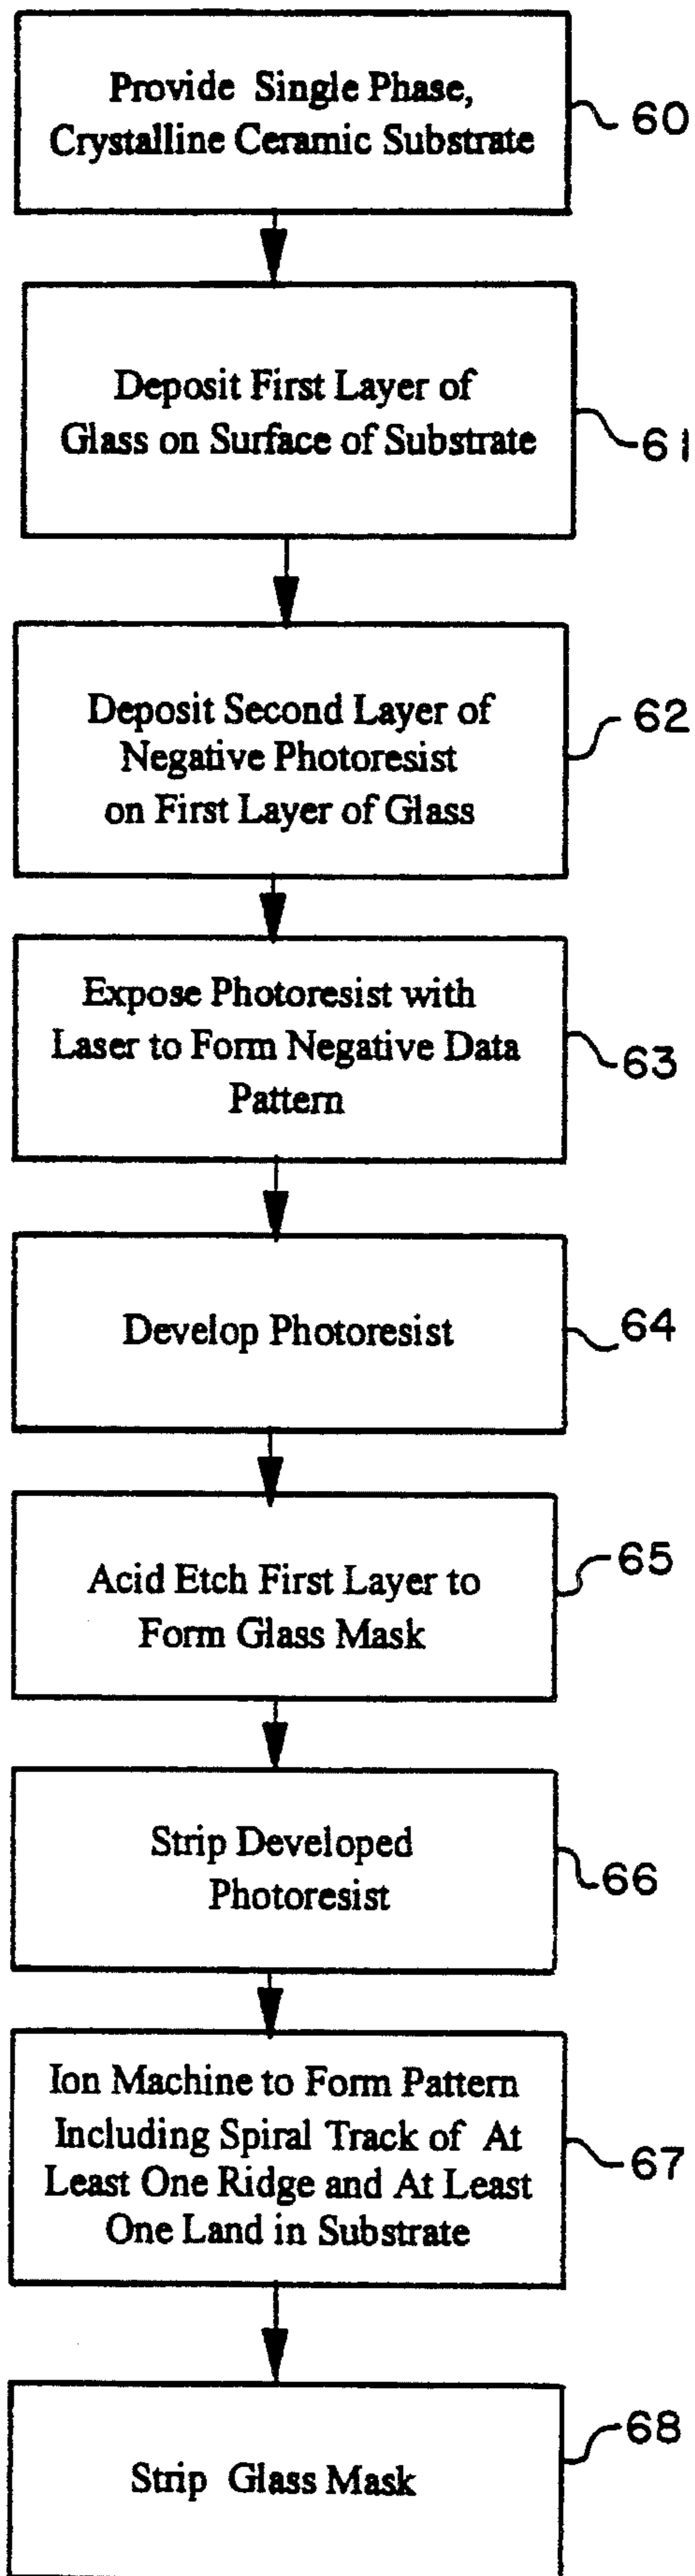 Provide Single Phase,
Crystalline Ceramic Substrate
60
Deposit First Layer of
Glass on Surface of Substrate
61
Deposit Second Layer of
Negative Photoresist
on First Layer of Glass
62
Expose Photoresist with
Laser to Form Negative Data
Pattern
63
Develop Photoresist
64
Acid Etch First Layer to
Form Glass Mask
65
Strip Developed
Photoresist
66
Ion Machine to Form Pattern
Including Spiral Track of At
Least One Ridge and At Least
One Land in Substrate
67
Strip Glass Mask
68